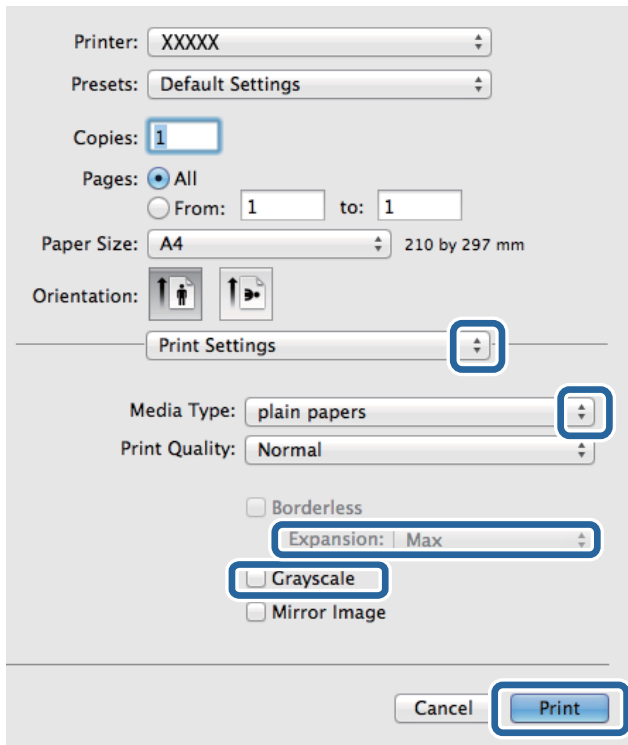 Printer: XXXXX
Presets: Default Settings
Copies: 1
Pages: All
From: 1 to: 1
Paper Size: A4 210 by 297 mm
Orientation:
Print Settings
Media Type: plain papers
Print Quality: Normal
Borderless
Expansion: Max
Grayscale
Mirror Image
Cancel Print